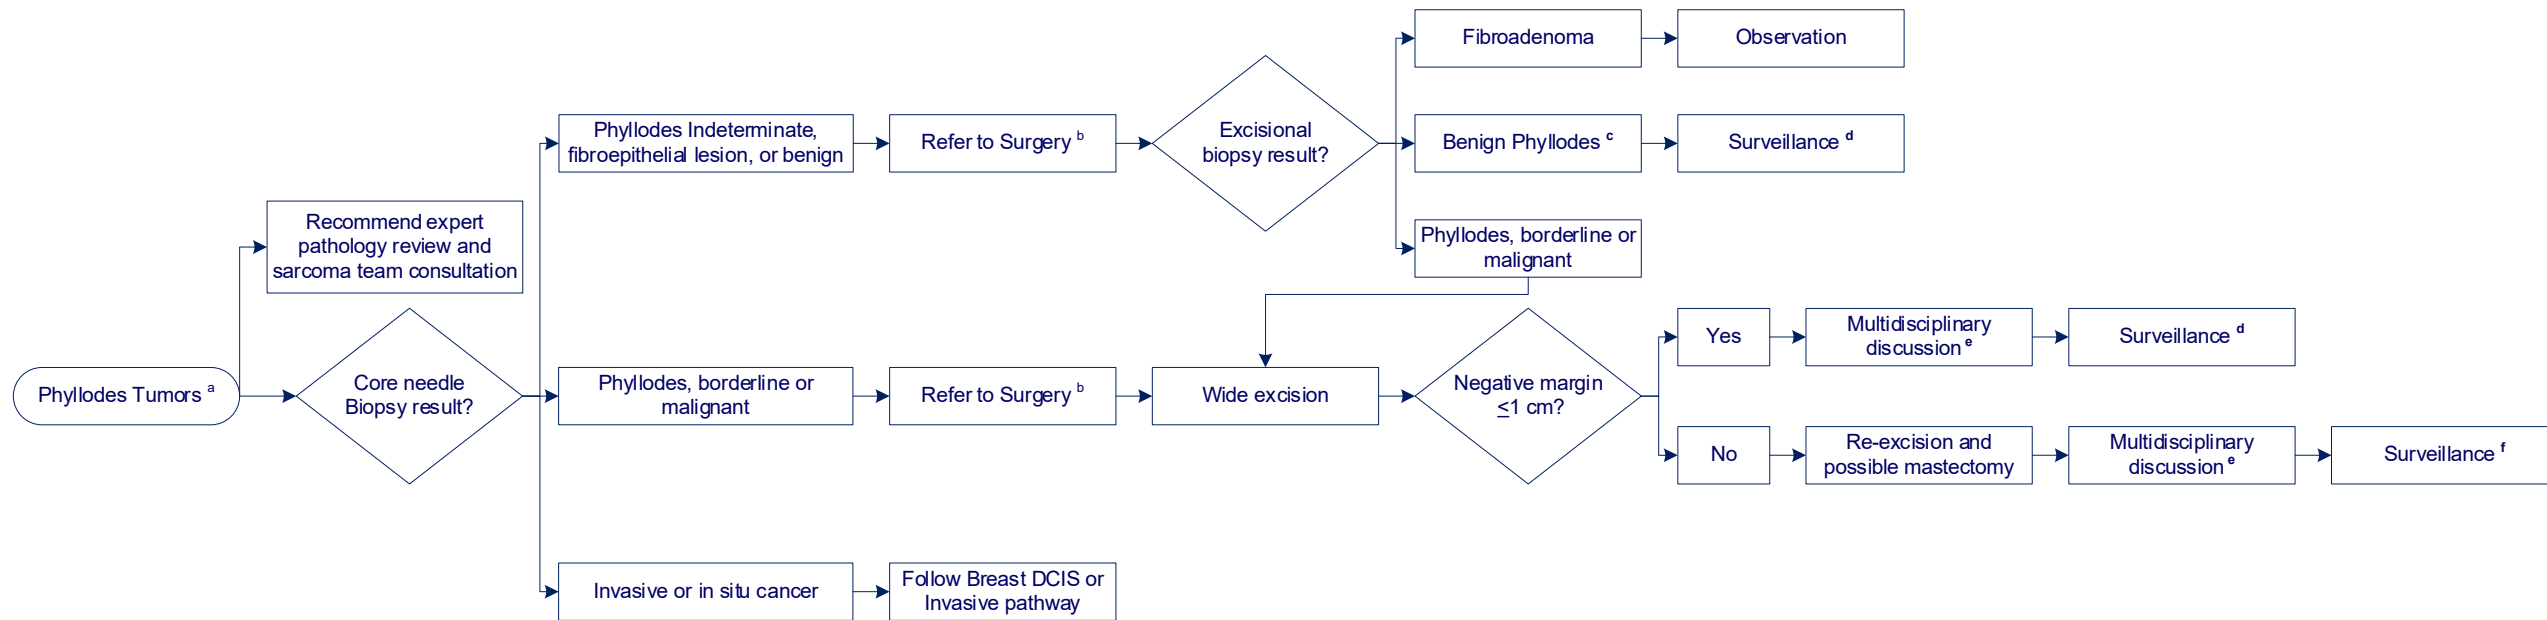 Fibroadenoma
Observation
Phyllodes Indeterminate,
fibroepithelial lesion, or benign
Refer to Surgery b
Excisional
biopsy result?
Benign Phyllodes c
Surveillance d
Recommend expert
pathology review and
sarcoma team consultation
Phyllodes, borderline or
malignant
Phyllodes Tumors a
Core needle
Biopsy result?
Phyllodes, borderline or
malignant
Refer to Surgery b
Wide excision
Negative margin
≤1 cm?
Yes
Multidisciplinary
discussion e
Surveillance d
No
Re-excision and
possible mastectomy
Multidisciplinary
discussion e
Surveillance f
Invasive or in situ cancer
Follow Breast DCIS or
Invasive pathway